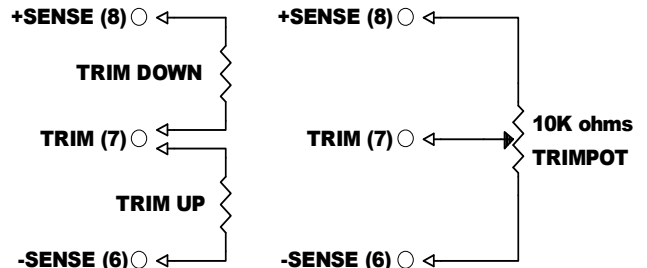 +SENSE (8)
TRIM DOWN
TRIM (7)
TRIM UP
-SENSE (6)
+SENSE (8)
10K ohms
TRIM (7)
TRIMPOT
-SENSE (6)